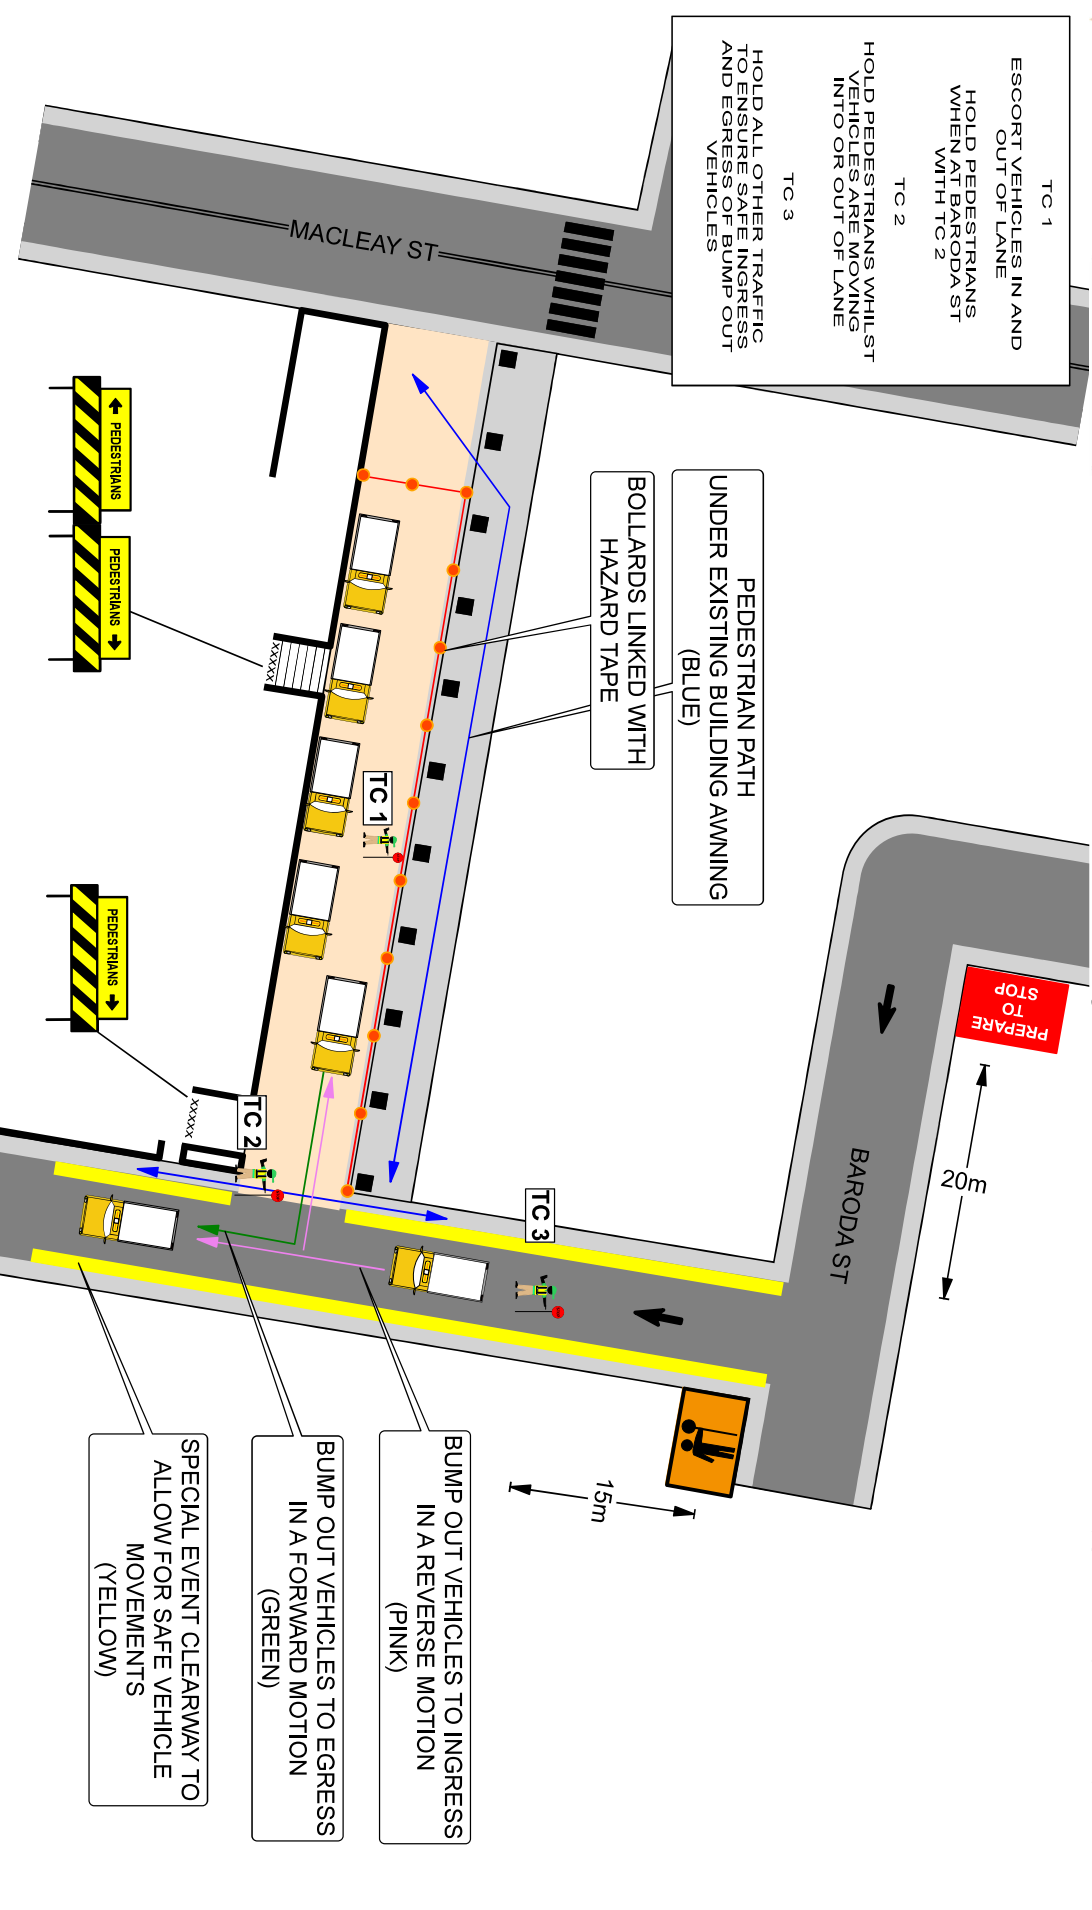 TC 1
ESCORT VEHICLES IN AND
OUT OF LANE
HOLD PEDESTRIANS
WHEN AT BARODA ST
WITH TC 2
TC 2
HOLD PEDESTRIANS WHILST
VEHICLES ARE MOVING
INTO OR OUT OF LANE
TC 3
HOLD ALL OTHER TRAFFIC
TO ENSURE SAFE INGRESS
AND EGRESS OF BUMP OUT
VEHICLES
MACLEAY ST
PEDESTRIAN PATH
UNDER EXISTING BUILDING AWNING
(BLUE)
BOLLARDS LINKED WITH
HAZARD TAPE
PREPARE
TO
STOP
20m
BARODA ST
TC 1
TC 2
TC 3
PEDESTRIANS
PEDESTRIANS
PEDESTRIANS
xxxxx
xxxxx
15m
BUMP OUT VEHICLES TO INGRESS
IN A REVERSE MOTION
(PINK)
BUMP OUT VEHICLES TO EGRESS
IN A FORWARD MOTION
(GREEN)
SPECIAL EVENT CLEARWAY TO
ALLOW FOR SAFE VEHICLE
MOVEMENTS
(YELLOW)